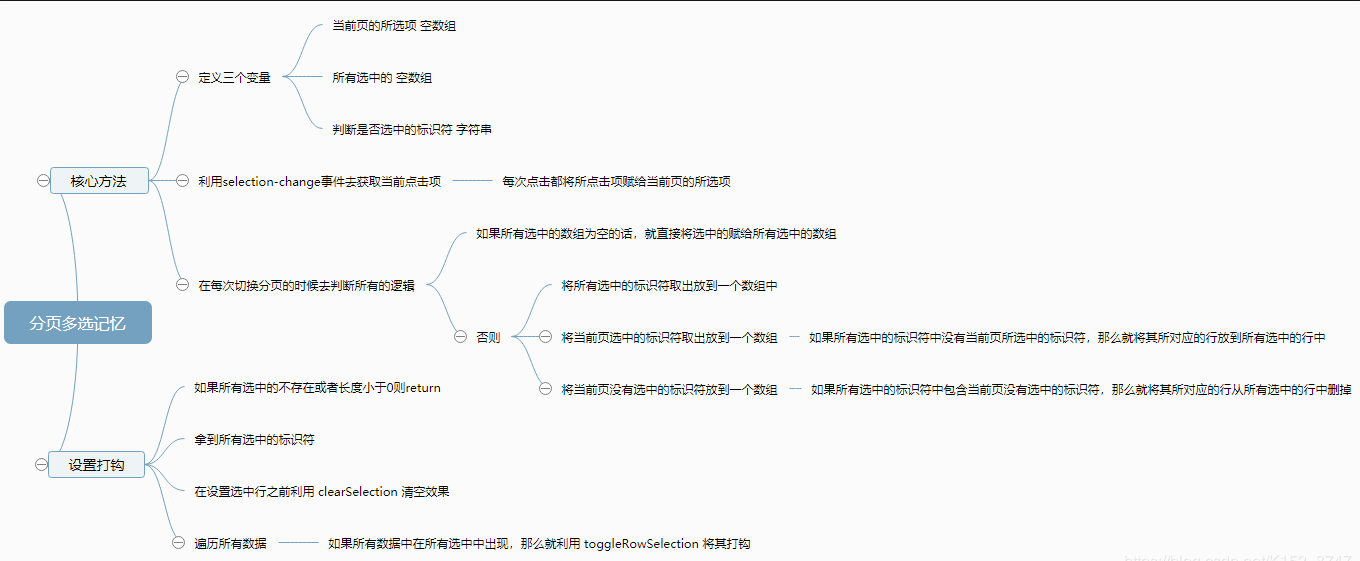 分页多选记忆
核心方法
定义三个变量
当前页的所选项 空数组
所有选中的 空数组
判断是否选中的标识符 字符串
利用selection-change事件去获取当前点击项
每次点击都将所点击项赋给当前页的所选项
在每次切换分页的时候去判断所有的逻辑
如果所有选中的数组为空的话，就直接将选中的赋给所有选中的数组
否则
将所有选中的标识符取出放到一个数组中
将当前页选中的标识符取出放到一个数组
如果所有选中的标识符中没有当前页所选中的标识符，那么就将其所对应的行放到所有选中的行中
将当前页没有选中的标识符放到一个数组
如果所有选中的标识符中包含当前页没有选中的标识符，那么就将其所对应的行从所有选中的行中删掉
设置打钩
如果所有选中的不存在或者长度小于0则return
拿到所有选中的标识符
在设置选中行之前利用 clearSelection 清空效果
遍历所有数据
如果所有数据中在所有选中中出现，那么就利用 toggleRowSelection 将其打钩